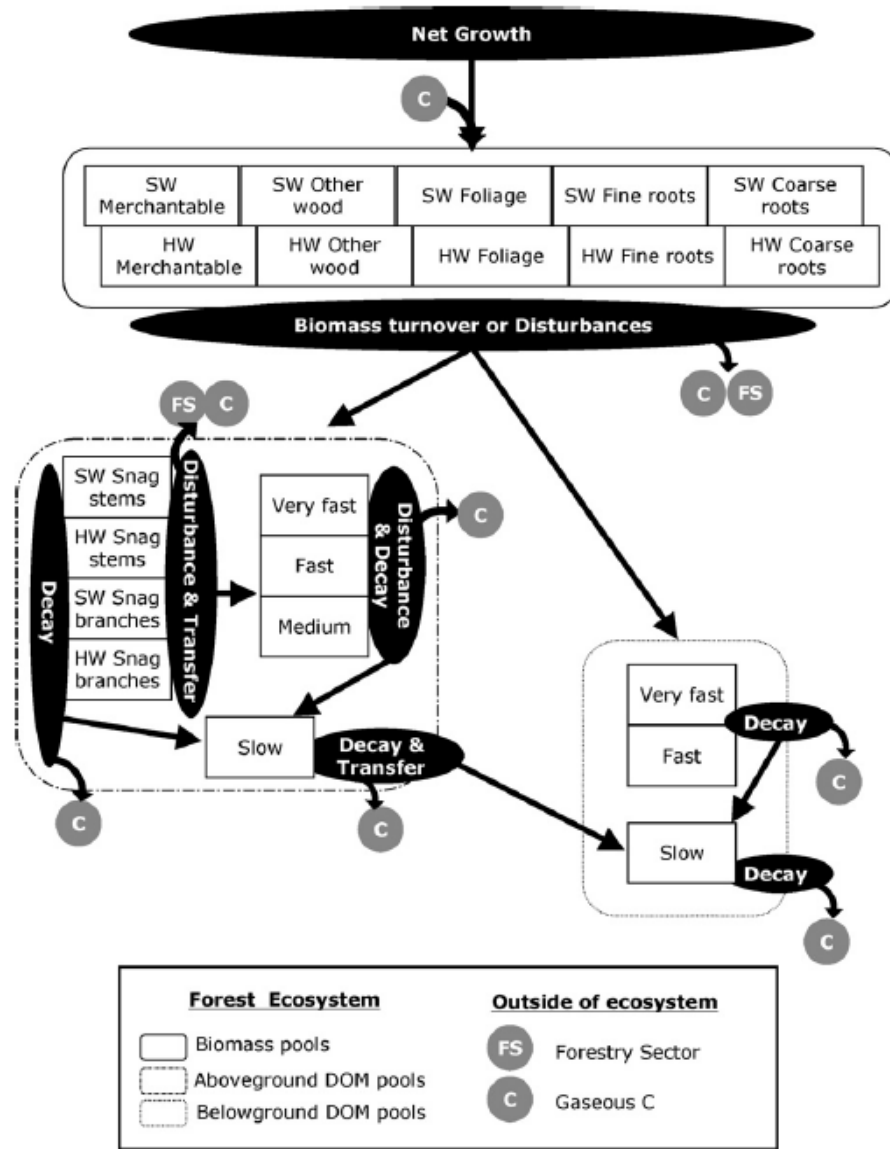 Net Growth
C
SW
Merchantable
SW Other
wood
SW Foliage
SW Fine roots
SW Coarse
roots
HW
Merchantable
HW Other
wood
HW Foliage
HW Fine roots
HW Coarse
roots
Biomass turnover or Disturbances
C
FS
FS
C
Decay
SW Snag
stems
HW Snag
stems
SW Snag
branches
HW Snag
branches
Disturbance & Transfer
Very fast
Fast
Medium
Disturbance
& Decay
C
Slow
Decay &
Transfer
C
C
Very fast
Fast
Decay
C
Slow
Decay
C
Forest Ecosystem
Biomass pools
Aboveground DOM pools
Belowground DOM pools
Outside of ecosystem
FS
Forestry Sector
C
Gaseous C